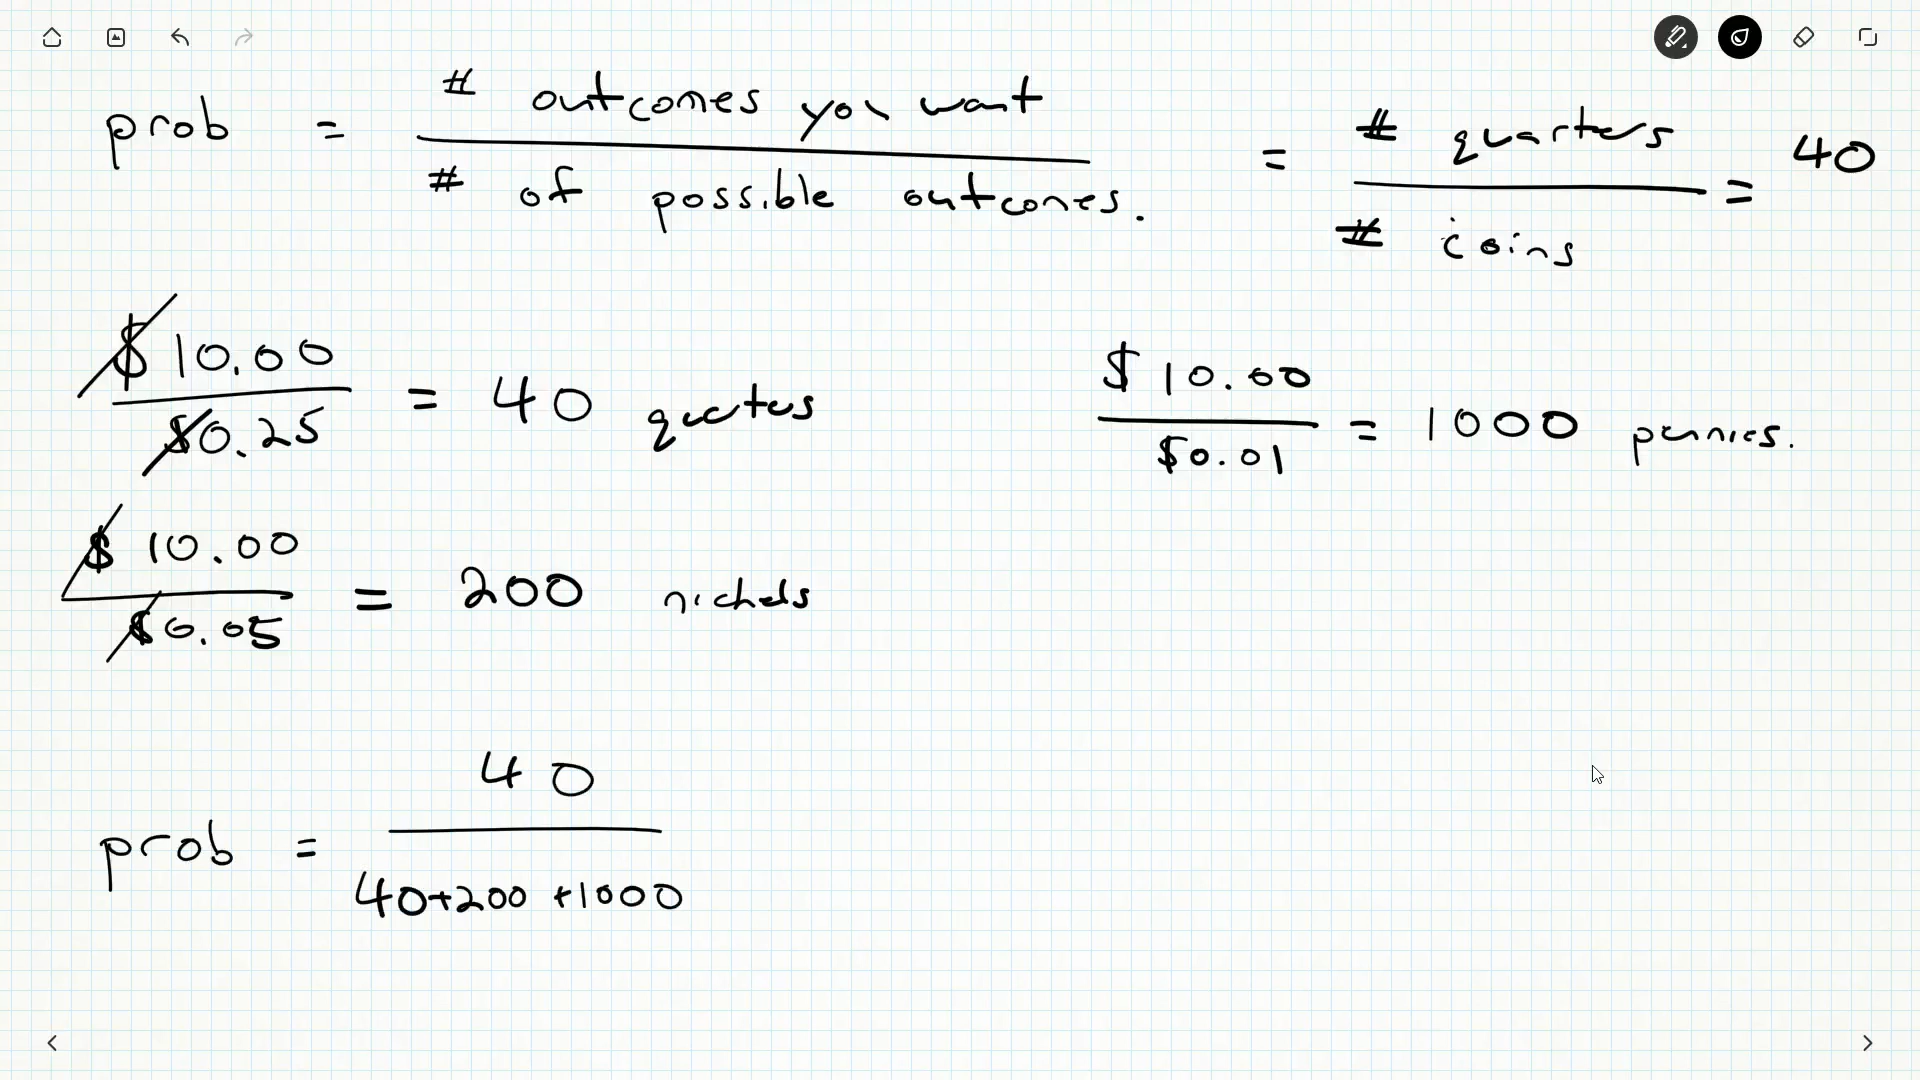 prob = # outcomes you want / # of possible outcomes. = # quarters / # coins = 40
$10.00 / $0.25 = 40 quarters
$10.00 / $0.01 = 1000 pennies.
$10.00 / $0.05 = 200 nickels
prob = 40 / 40+200+1000